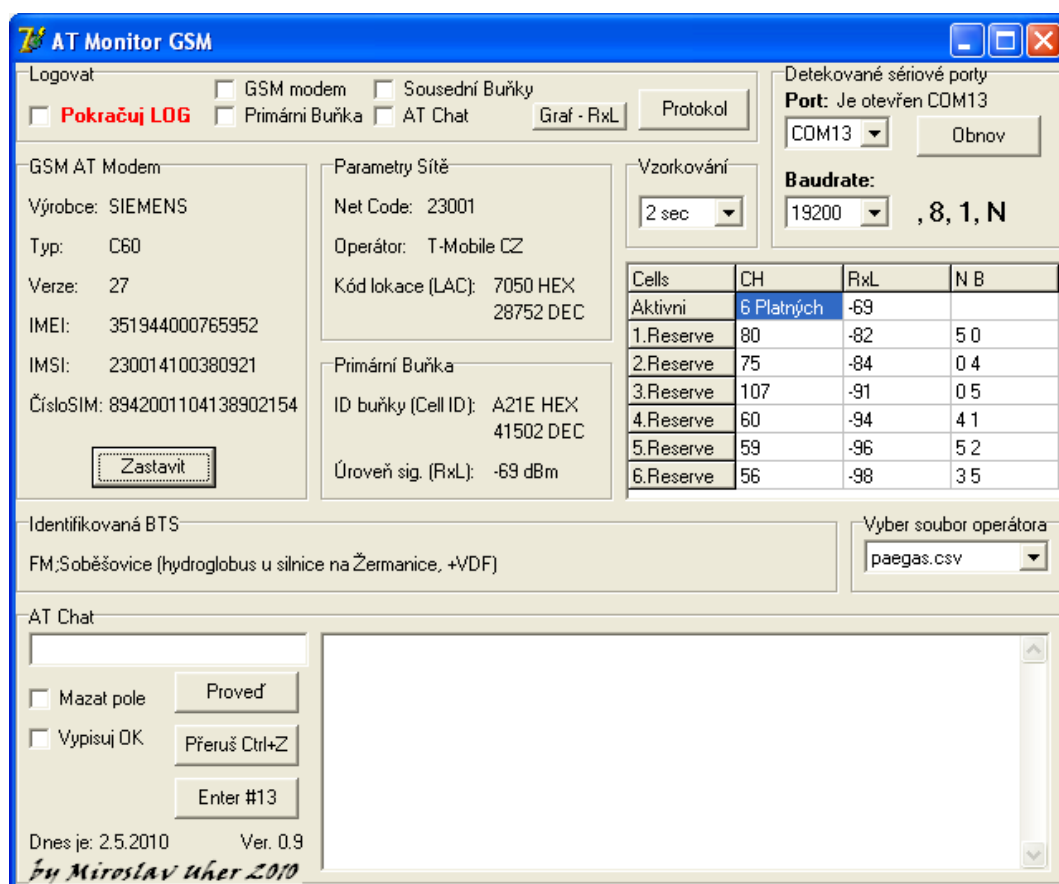 AT Monitor GSM
Logovat
Pokračuj LOG
GSM modem
Sousední Buňky
Primárni Buňka
AT Chat
Graf - RxL
Protokol
Detekované sériové porty
Port: Je otevřen COM13
COM13
Obnov
Baudrate:
19200
, 8, 1, N
GSM AT Modem
Výrobce: SIEMENS
Typ: C60
Verze: 27
IMEI: 351944000765952
IMSI: 230014100380921
ČísloSIM: 8942001104138902154
Zastavit
Parametry Sítě
Net Code: 23001
Operátor: T-Mobile CZ
Kód lokace (LAC): 7050 HEX
28752 DEC
Primární Buňka
ID buňky (Cell ID): A21E HEX
41502 DEC
Úroveň sig. (RxL): -69 dBm
Vzorkování
2 sec
Cells CH RxL N B
Aktivni 6 Platných -69
1.Reserve 80 -82 5 0
2.Reserve 75 -84 0 4
3.Reserve 107 -91 0 5
4.Reserve 60 -94 4 1
5.Reserve 59 -96 5 2
6.Reserve 56 -98 3 5
Identifikovaná BTS
FM;Soběšovice (hydroglobus u silnice na Žermanice, +VDF)
Vyber soubor operátora
paegas.csv
AT Chat
Mazat pole
Proveď
Vypisuj OK
Přeruš Ctrl+Z
Enter #13
Dnes je: 2.5.2010 Ver. 0.9
by Miroslav Uher 2010